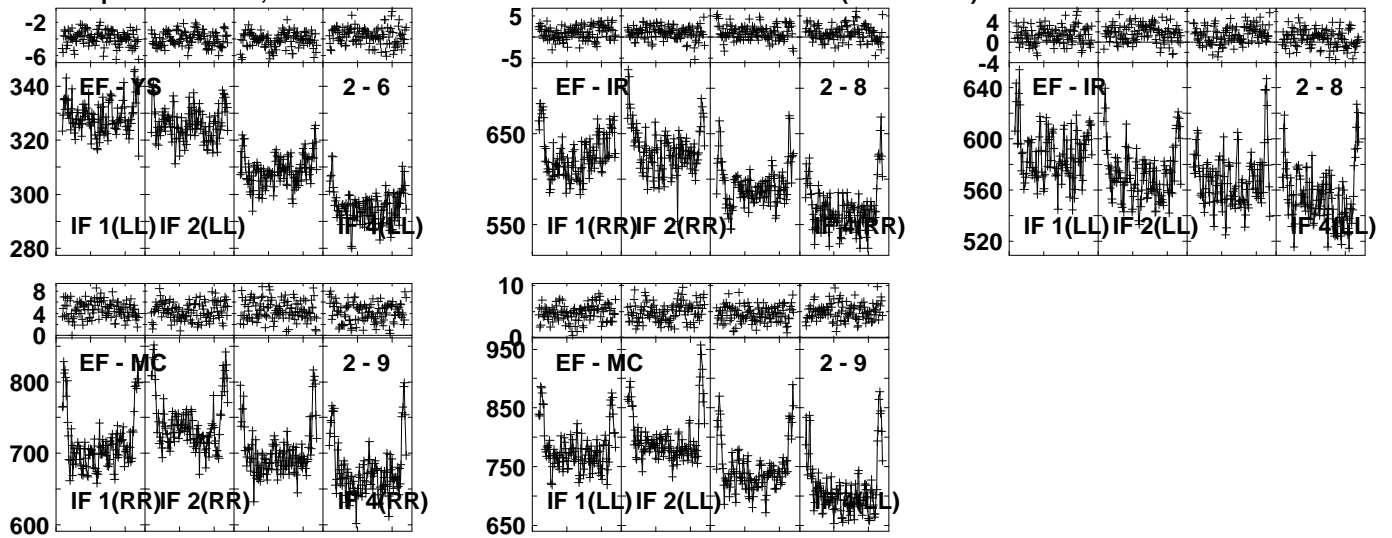 -2
-6
340
320
300
280
EF - YS
2 - 6
IF 1(LL)
IF 2(LL)
IF 4(LL)
5
-5
650
550
EF - IR
2 - 8
IF 1(RR)
IF 2(RR)
IF 4(RR)
4
0
-4
640
600
560
520
EF - IR
2 - 8
IF 1(LL)
IF 2(LL)
IF 4(LL)
8
4
0
800
700
600
EF - MC
2 - 9
IF 1(RR)
IF 2(RR)
IF 4(RR)
10
0
950
850
750
650
EF - MC
2 - 9
IF 1(LL)
IF 2(LL)
IF 4(LL)